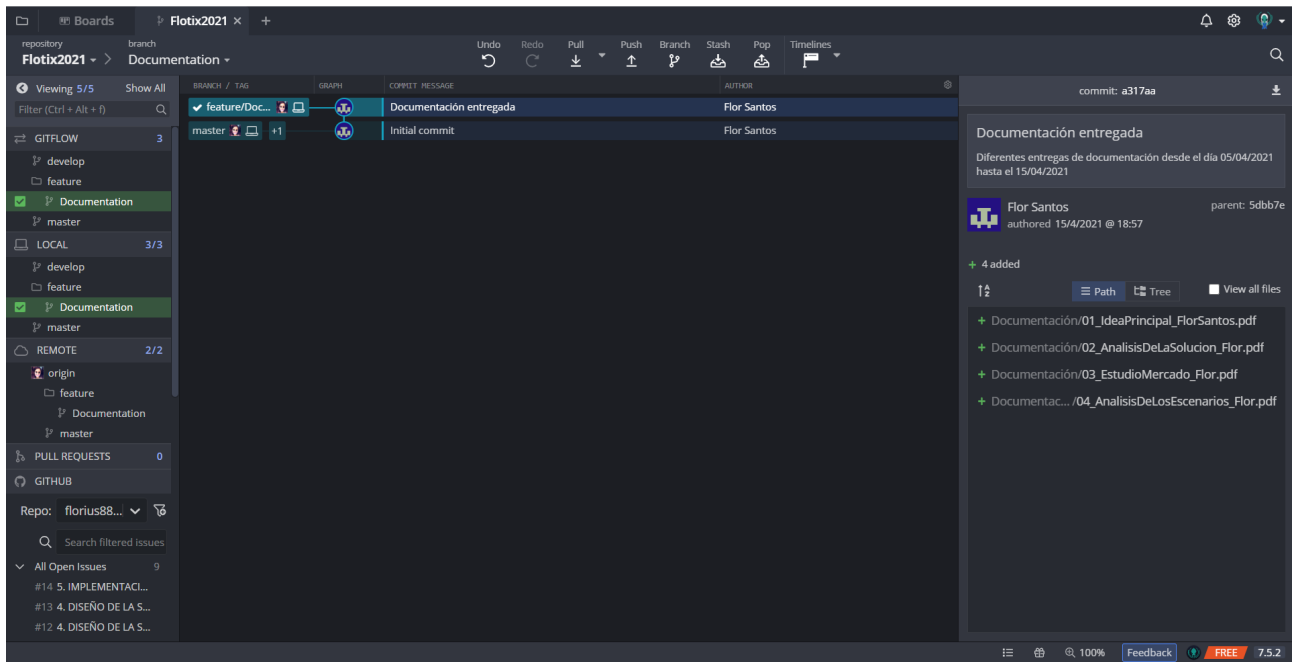 Boards
Flotix2021 ×
+
repository
Flotix2021
branch
Documentation
Undo
Redo
Pull
Push
Branch
Stash
Pop
Timelines
Viewing 5/5
Show All
Filter (Ctrl + Alt + f)
GITFLOW 3
develop
feature
Documentation
master
LOCAL 3/3
develop
feature
Documentation
master
REMOTE 2/2
origin
feature
Documentation
master
PULL REQUESTS 0
GITHUB
Repo: florius88...
Search filtered issues
All Open Issues 9
#14 5. IMPLEMENTACI...
#13 4. DISEÑO DE LA S...
#12 4. DISEÑO DE LA S...
BRANCH / TAG GRAPH COMMIT MESSAGE AUTHOR
feature/Doc... Documentación entregada Flor Santos
master +1 Initial commit Flor Santos
commit: a317aa
Documentación entregada
Diferentes entregas de documentación desde el día 05/04/2021
hasta el 15/04/2021
Flor Santos
parent: 5dbb7e
authored 15/4/2021 @ 18:57
+ 4 added
Path
Tree
View all files
+ Documentación/01_IdeaPrincipal_FlorSantos.pdf
+ Documentación/02_AnalisisDeLaSolucion_Flor.pdf
+ Documentación/03_EstudioMercado_Flor.pdf
+ Documentac... /04_AnalisisDeLosEscenarios_Flor.pdf
100%
Feedback
FREE
7.5.2